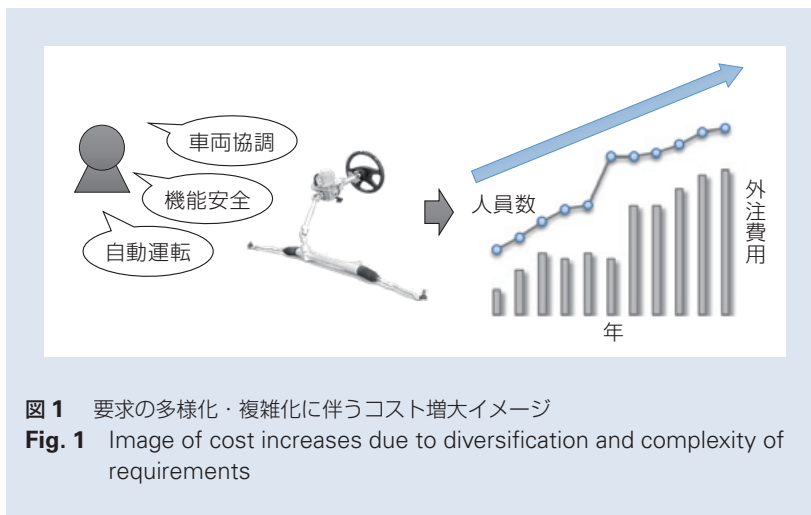 車両協調
機能安全
自動運転
人員数
外注費用
年
図 1 要求の多様化・複雑化に伴うコスト増大イメージ
Fig. 1 Image of cost increases due to diversification and complexity of
requirements